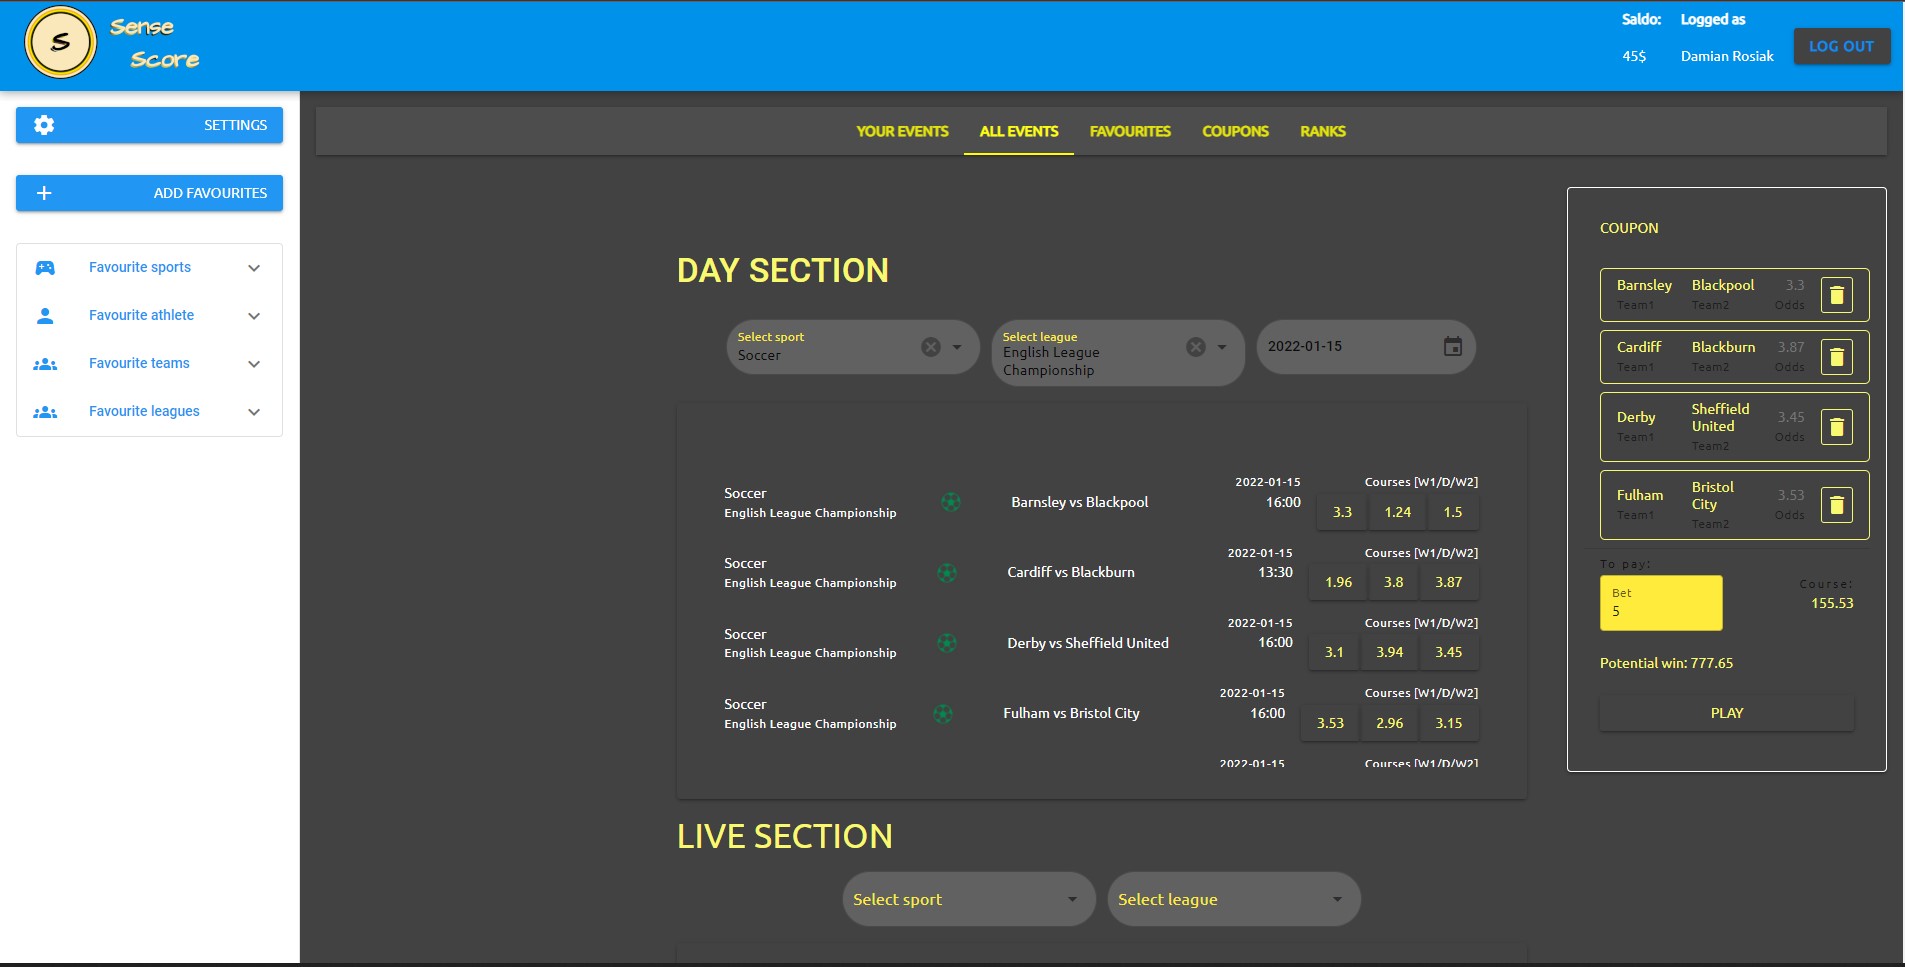 S
Sense
Score
Saldo:
45$
Logged as
Damian Rosiak
LOG OUT
SETTINGS
ADD FAVOURITES
Favourite sports
Favourite athlete
Favourite teams
Favourite leagues
YOUR EVENTS
ALL EVENTS
FAVOURITES
COUPONS
RANKS
DAY SECTION
Select sport
Soccer
Select league
English League
Championship
2022-01-15
Soccer
English League Championship
Barnsley vs Blackpool
2022-01-15
16:00
Courses [W1/D/W2]
3.3
1.24
1.5
Soccer
English League Championship
Cardiff vs Blackburn
2022-01-15
13:30
Courses [W1/D/W2]
1.96
3.8
3.87
Soccer
English League Championship
Derby vs Sheffield United
2022-01-15
16:00
Courses [W1/D/W2]
3.1
3.94
3.45
Soccer
English League Championship
Fulham vs Bristol City
2022-01-15
16:00
Courses [W1/D/W2]
3.53
2.96
3.15
2022-01-15
Courses [W1/D/W2]
LIVE SECTION
Select sport
Select league
COUPON
Barnsley
Team1
Blackpool
Team2
3.3
Odds
Cardiff
Team1
Blackburn
Team2
3.87
Odds
Derby
Team1
Sheffield
United
Team2
3.45
Odds
Fulham
Team1
Bristol
City
Team2
3.53
Odds
To pay:
Bet
5
Course:
155.53
Potential win: 777.65
PLAY